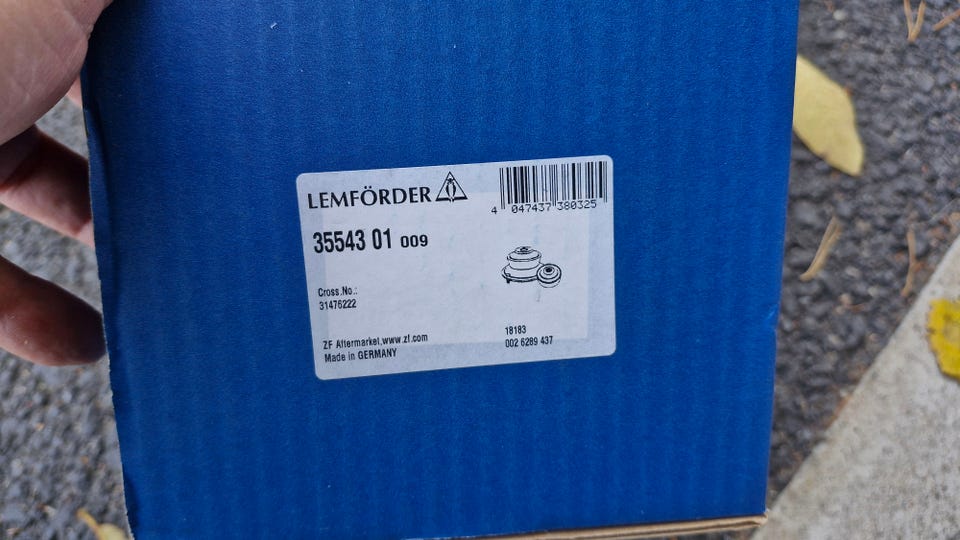 LEMFÖRDER
4 047437 380325
35543 01 009
Cross.No.:
31476222
ZF Aftermarket,www.zf.com
Made in GERMANY
18183
002 6289 437